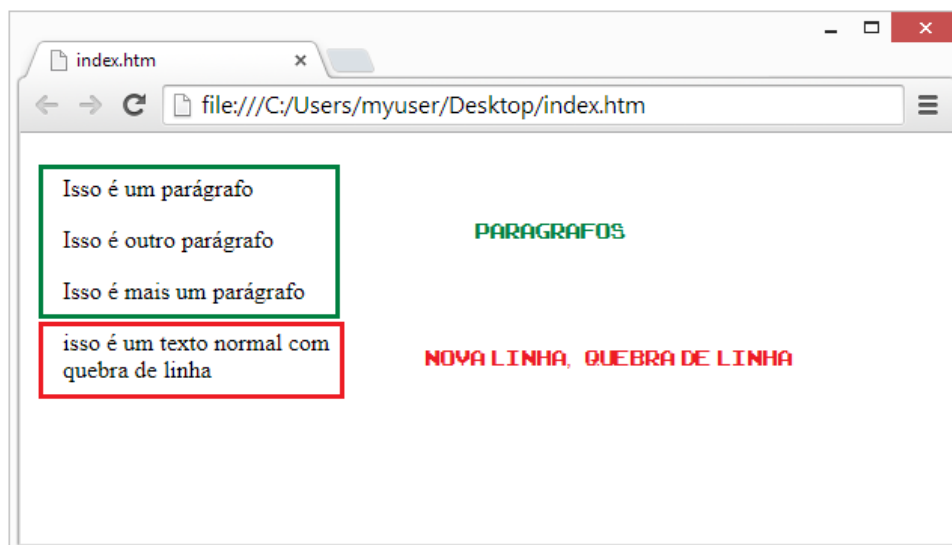 index.htm
file:///C:/Users/myuser/Desktop/index.htm
Isso é um parágrafo
Isso é outro parágrafo
PARAGRAFOS
Isso é mais um parágrafo
isso é um texto normal com
quebra de linha
NOVA LINHA, QUEBRA DE LINHA